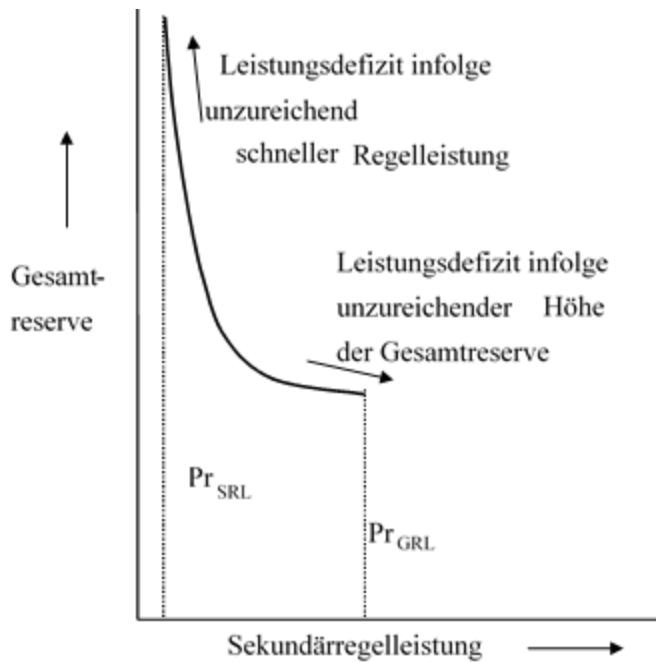 Leistungsdefizit infolge
unzureichend
schneller Regelleistung
Gesamt-
reserve
Leistungsdefizit infolge
unzureichender Höhe
der Gesamtreserve
Pr SRL
Pr GRL
Sekundärregelleistung